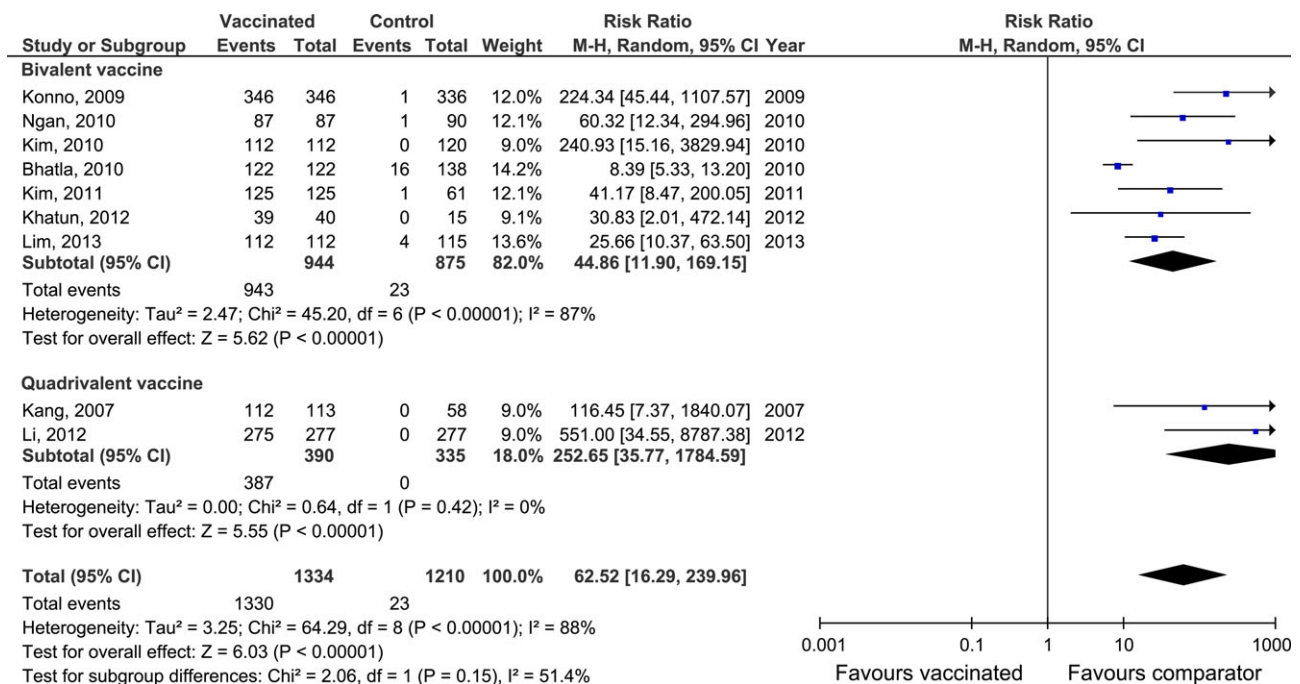 Vaccinated Control Risk Ratio Risk Ratio
Study or Subgroup Events Total Events Total Weight M-H, Random, 95% CI Year M-H, Random, 95% CI
Bivalent vaccine
Konno, 2009 346 346 1 336 12.0% 224.34 [45.44, 1107.57] 2009
Ngan, 2010 87 87 1 90 12.1% 60.32 [12.34, 294.96] 2010
Kim, 2010 112 112 0 120 9.0% 240.93 [15.16, 3829.94] 2010
Bhatla, 2010 122 122 16 138 14.2% 8.39 [5.33, 13.20] 2010
Kim, 2011 125 125 1 61 12.1% 41.17 [8.47, 200.05] 2011
Khatun, 2012 39 40 0 15 9.1% 30.83 [2.01, 472.14] 2012
Lim, 2013 112 112 4 115 13.6% 25.66 [10.37, 63.50] 2013
Subtotal (95% CI) 944 875 82.0% 44.86 [11.90, 169.15]
Total events 943 23
Heterogeneity: Tau² = 2.47; Chi² = 45.20, df = 6 (P < 0.00001); I² = 87%
Test for overall effect: Z = 5.62 (P < 0.00001)
Quadrivalent vaccine
Kang, 2007 112 113 0 58 9.0% 116.45 [7.37, 1840.07] 2007
Li, 2012 275 277 0 277 9.0% 551.00 [34.55, 8787.38] 2012
Subtotal (95% CI) 390 335 18.0% 252.65 [35.77, 1784.59]
Total events 387 0
Heterogeneity: Tau² = 0.00; Chi² = 0.64, df = 1 (P = 0.42); I² = 0%
Test for overall effect: Z = 5.55 (P < 0.00001)
Total (95% CI) 1334 1210 100.0% 62.52 [16.29, 239.96]
Total events 1330 23
Heterogeneity: Tau² = 3.25; Chi² = 64.29, df = 8 (P < 0.00001); I² = 88%
Test for overall effect: Z = 6.03 (P < 0.00001)
Test for subgroup differences: Chi² = 2.06, df = 1 (P = 0.15), I² = 51.4%
0.001 0.1 1 10 1000
Favours vaccinated Favours comparator